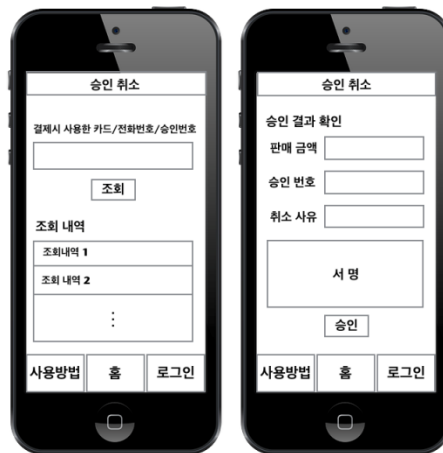 승인 취소
결제시 사용한 카드/전화번호/승인번호
조회
조회 내역
조회내역 1
조회 내역 2
⋮
사용방법 홈 로그인
승인 취소
승인 결과 확인
판매 금액
승인 번호
취소 사유
서 명
승인
사용방법 홈 로그인